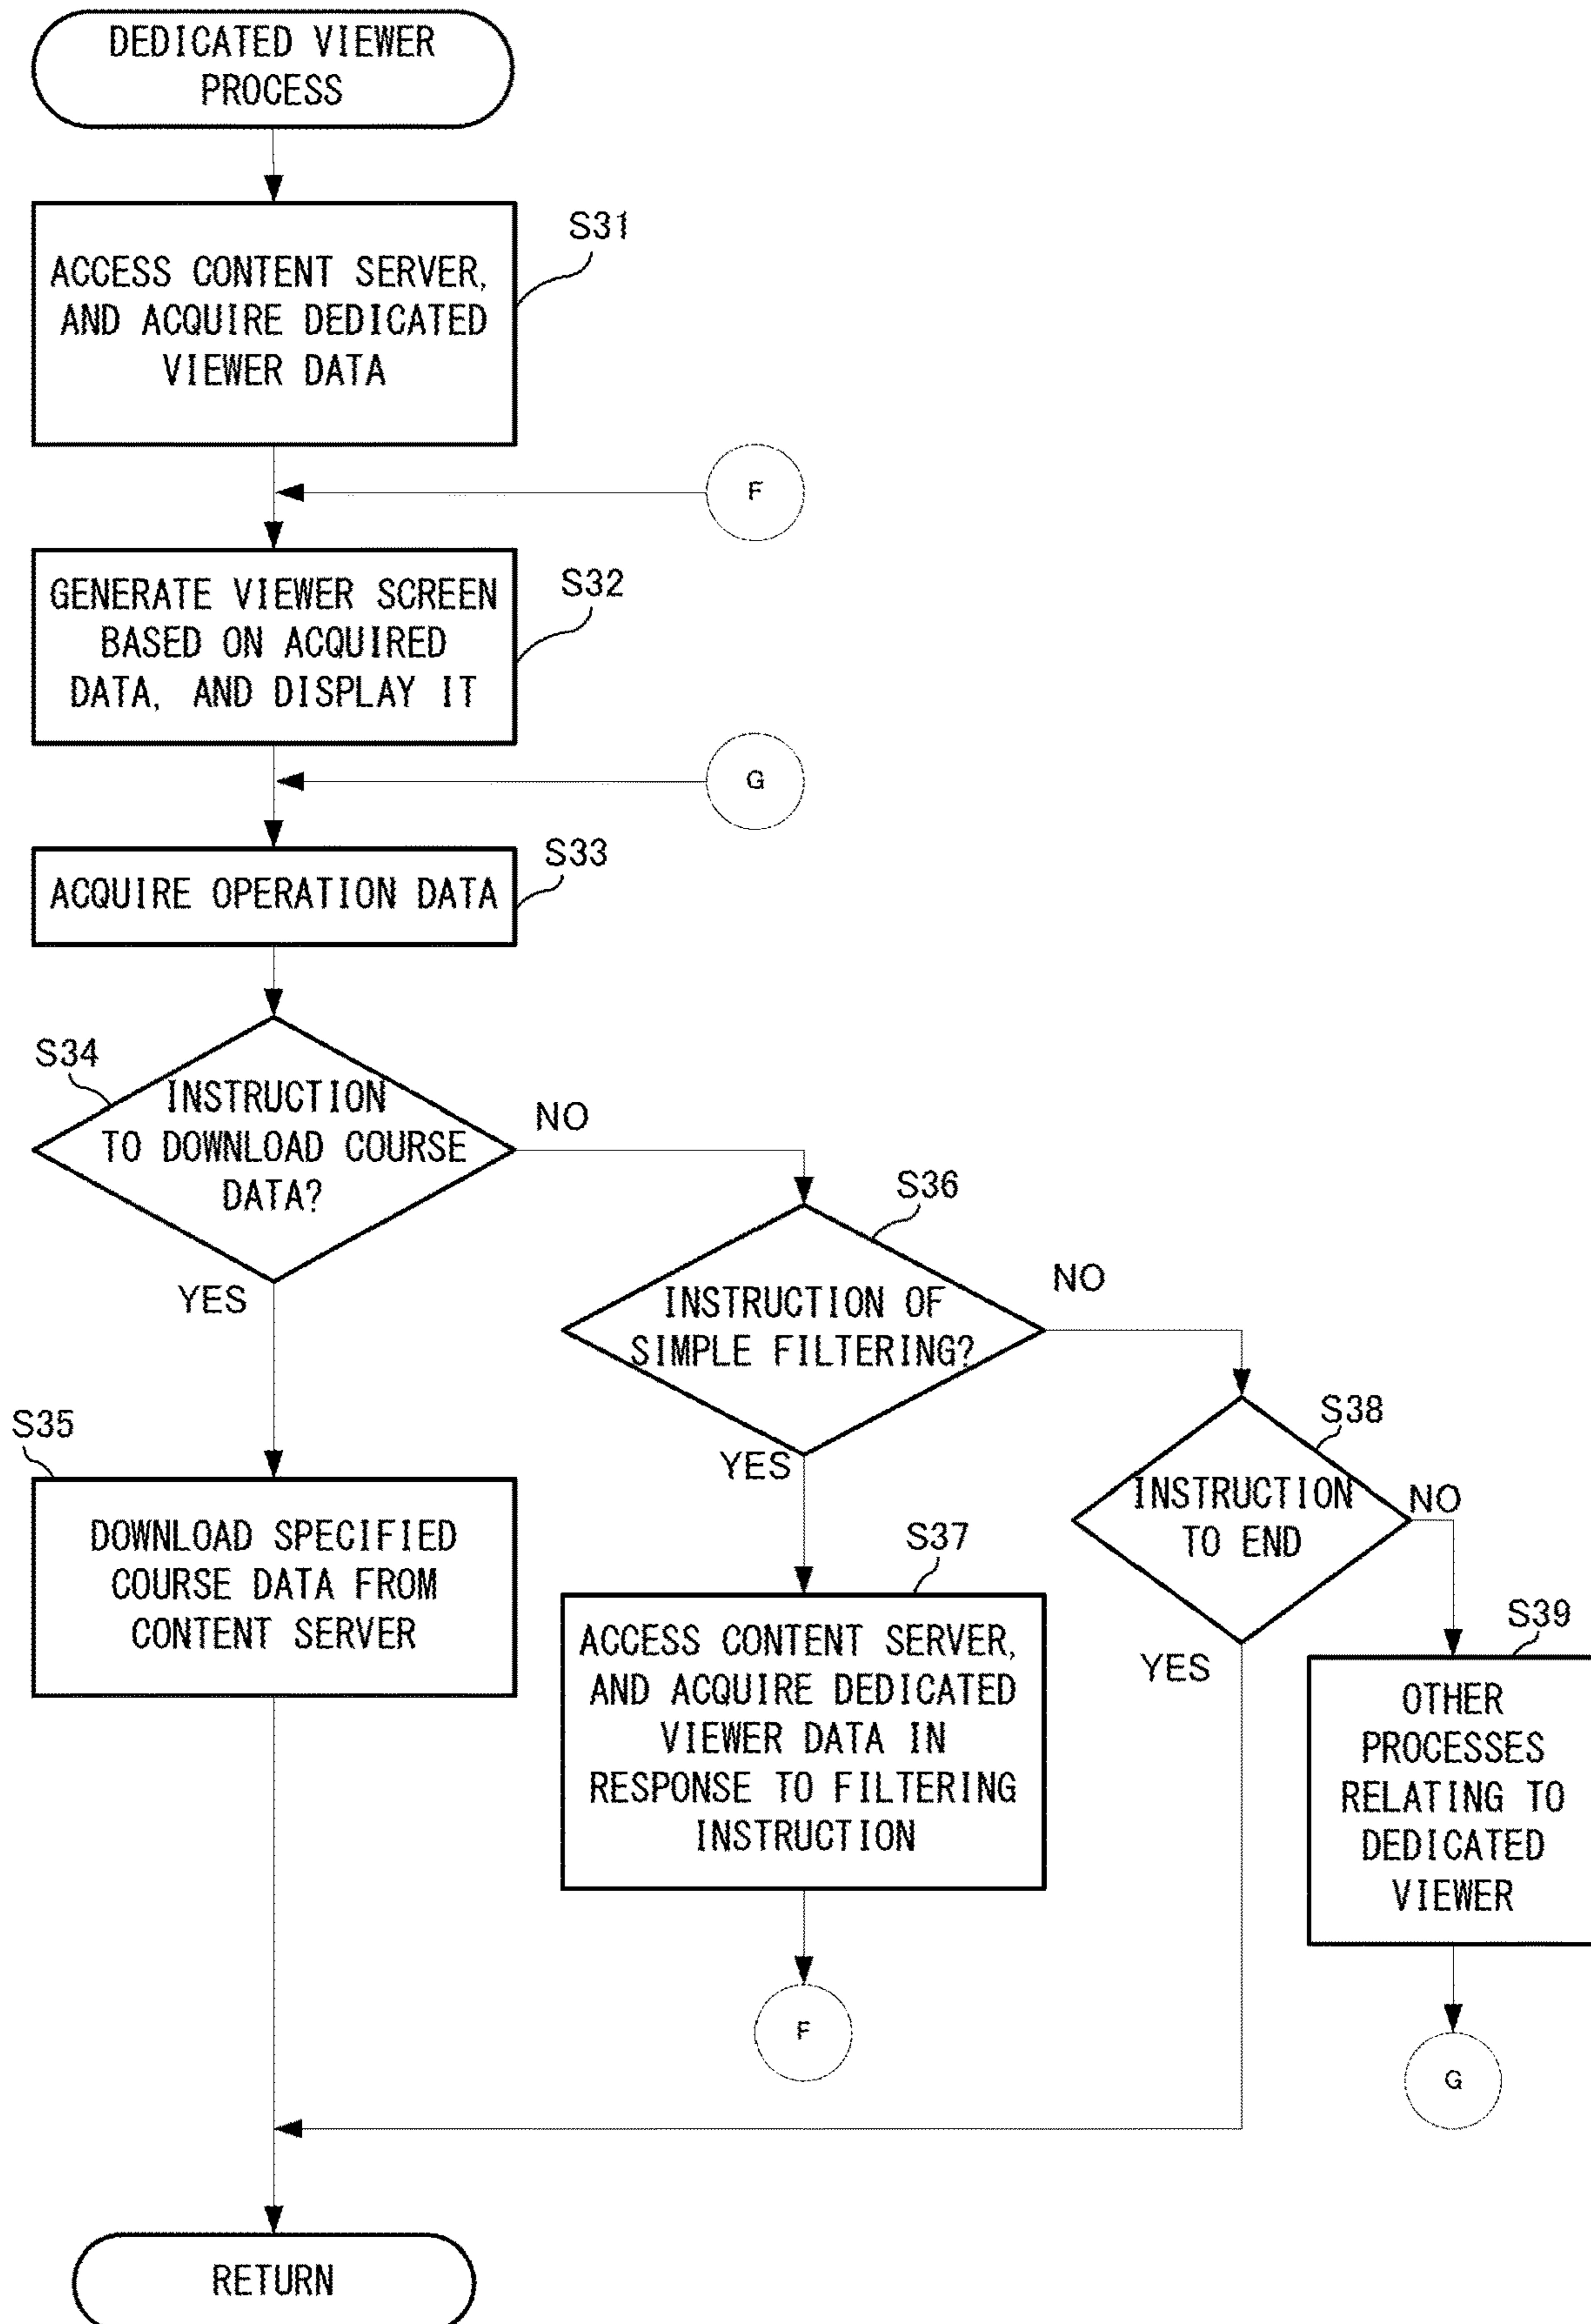 DEDICATED VIEWER
PROCESS
S31
ACCESS CONTENT SERVER,
AND ACQUIRE DEDICATED
VIEWER DATA
F
S32
GENERATE VIEWER SCREEN
BASED ON ACQUIRED
DATA, AND DISPLAY IT
G
S33
ACQUIRE OPERATION DATA
S34
INSTRUCTION
TO DOWNLOAD COURSE
DATA?
NO
YES
S36
INSTRUCTION OF
SIMPLE FILTERING?
NO
YES
S35
DOWNLOAD SPECIFIED
COURSE DATA FROM
CONTENT SERVER
S38
INSTRUCTION
TO END
NO
YES
S37
ACCESS CONTENT SERVER,
AND ACQUIRE DEDICATED
VIEWER DATA IN
RESPONSE TO FILTERING
INSTRUCTION
S39
OTHER
PROCESSES
RELATING TO
DEDICATED
VIEWER
F
G
RETURN